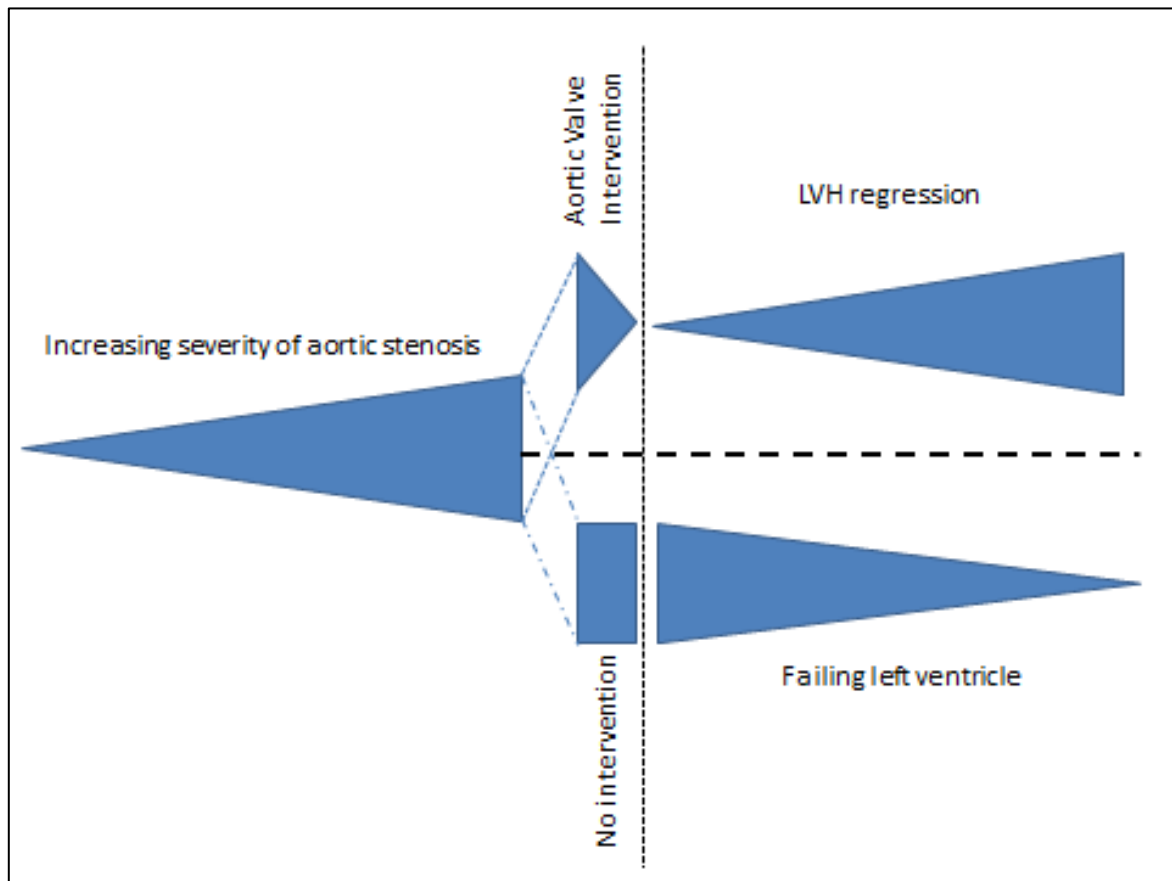 Aortic Valve
Intervention
LVH regression
Increasing severity of aortic stenosis
No intervention
Failing left ventricle